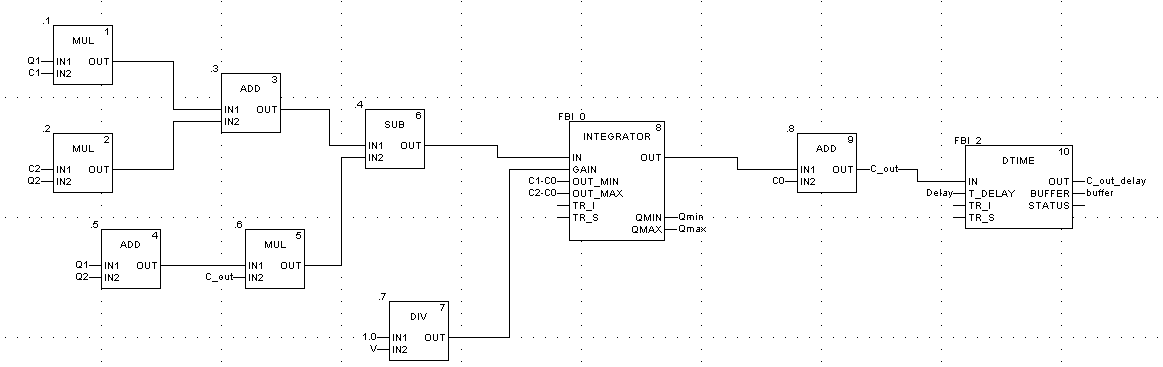 .1
1
MUL
Q1 IN1 OUT
C1 IN2
.2
2
MUL
C2 IN1 OUT
Q2 IN2
.3
3
ADD
IN1 OUT
IN2
.4
6
SUB
IN1 OUT
IN2
.5
4
ADD
Q1 IN1 OUT
Q2 IN2
.6
5
MUL
IN1 OUT
C_out IN2
.7
7
DIV
1.0 IN1 OUT
V IN2
FBI_0
8
INTEGRATOR
IN OUT
GAIN
C1-C0 OUT_MIN
C2-C0 OUT_MAX
TR_I
TR_S QMIN Qmin
QMAX Qmax
.8
9
ADD
IN1 OUT C_out
C0 IN2
FBI_2
10
DTIME
IN OUT C_out_delay
Delay T_DELAY BUFFER buffer
TR_I STATUS
TR_S